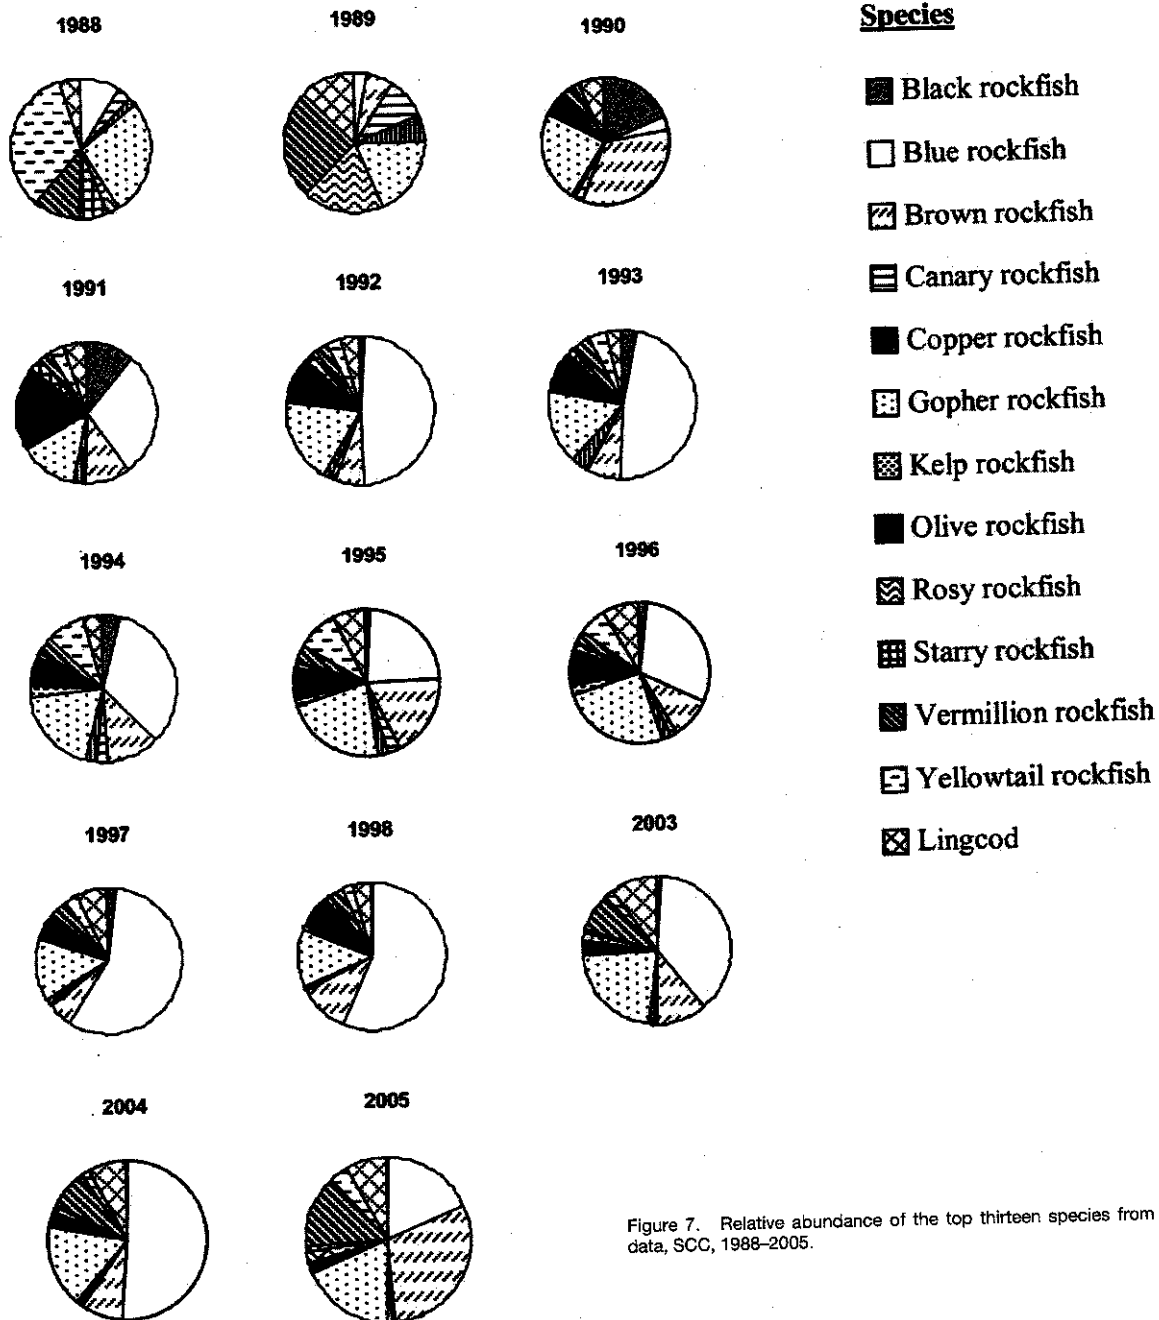 1988
1989
1990
1991
1992
1993
1994
1995
1996
1997
1998
2003
2004
2005
Species
Black rockfish
Blue rockfish
Brown rockfish
Canary rockfish
Copper rockfish
Gopher rockfish
Kelp rockfish
Olive rockfish
Rosy rockfish
Starry rockfish
Vermillion rockfish
Yellowtail rockfish
Lingcod
Figure 7. Relative abundance of the top thirteen species from
data, SCC, 1988–2005.